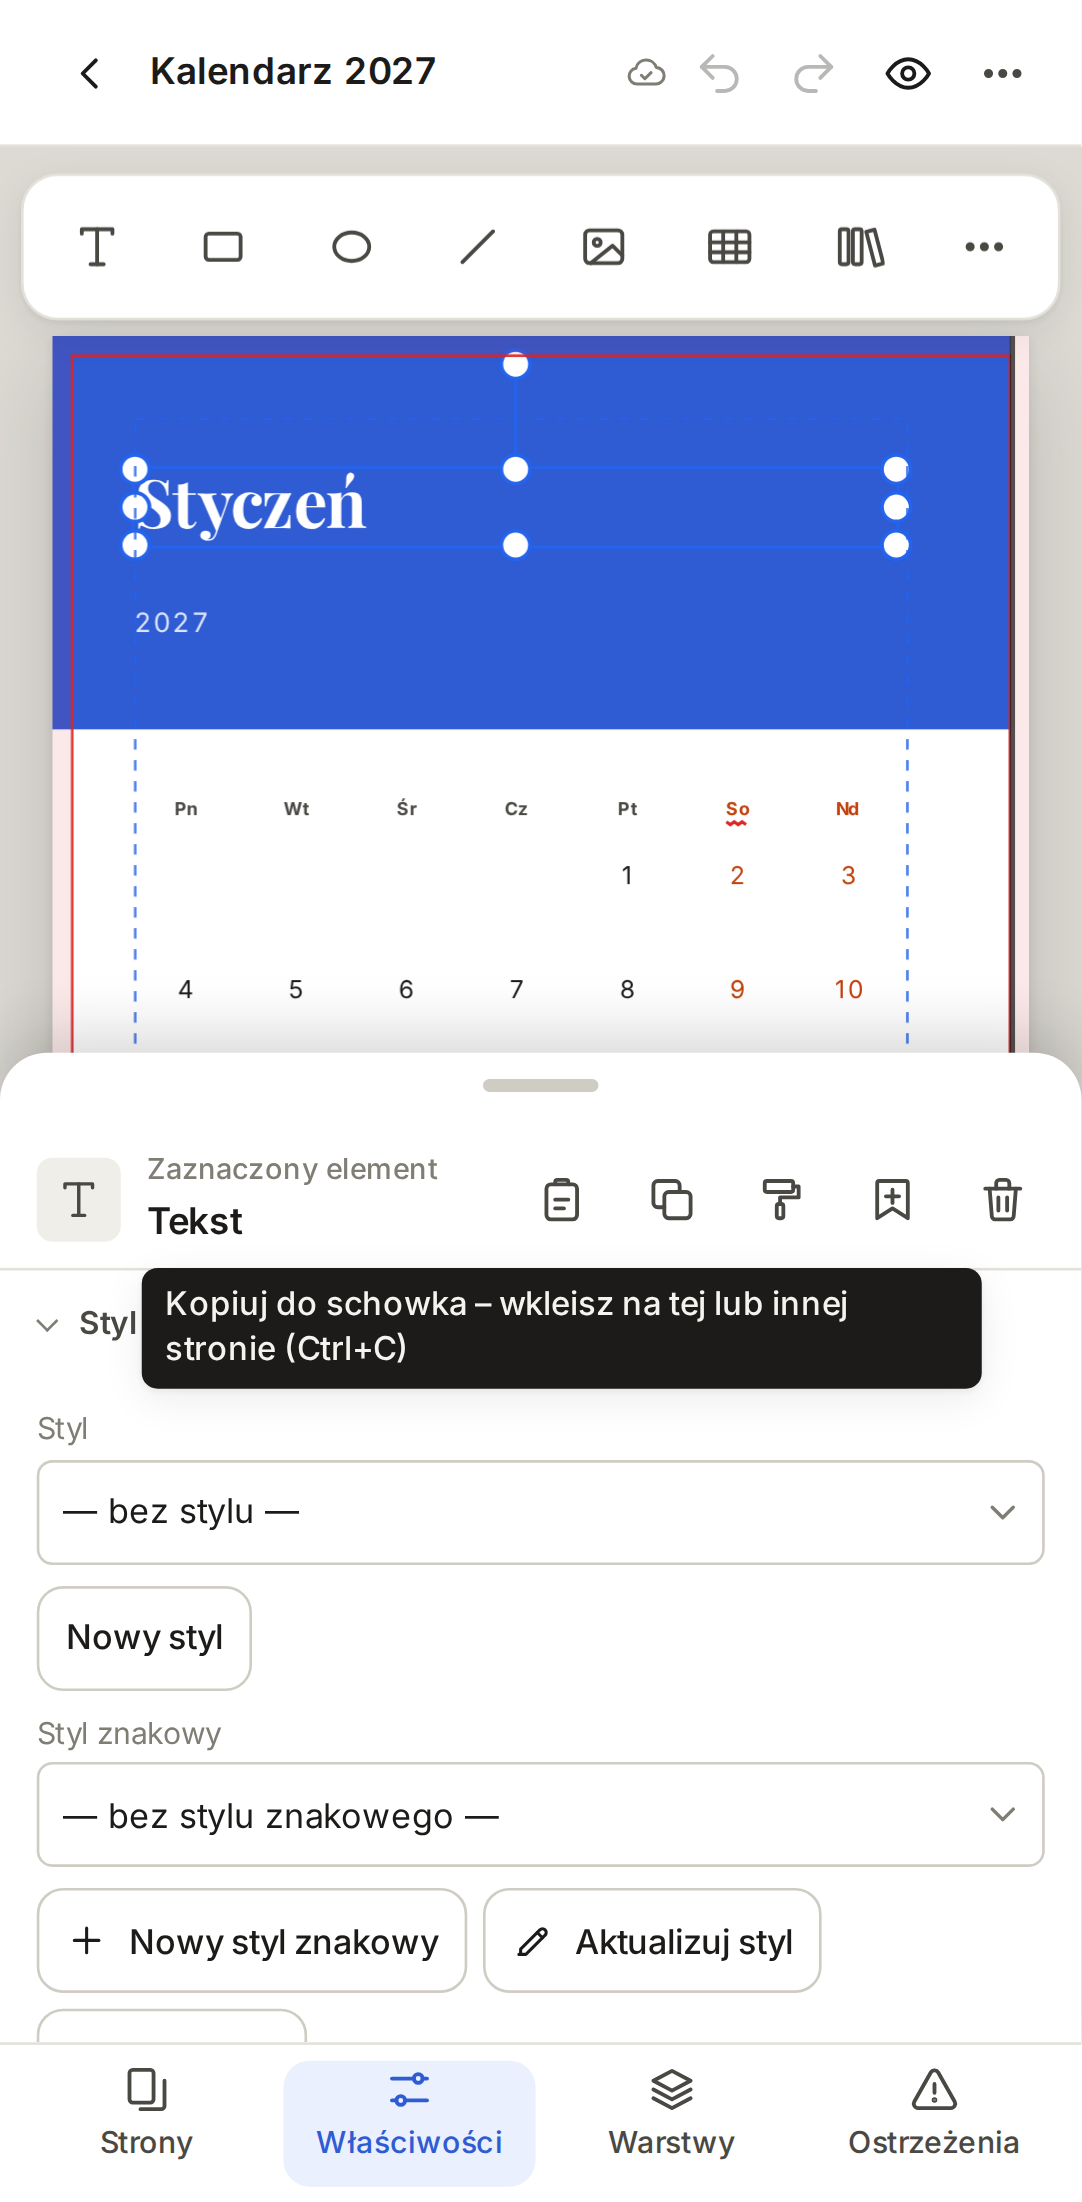 Kalendarz 2027
Styczeń
2027
Pn Wt Śr Cz Pt So Nd
1 2 3
4 5 6 7 8 9 10
Zaznaczony element
Tekst
Kopiuj do schowka – wkleisz na tej lub innej
stronie (Ctrl+C)
Styl
Styl
— bez stylu —
Nowy styl
Styl znakowy
— bez stylu znakowego —
Nowy styl znakowy Aktualizuj styl
Strony Właściwości Warstwy Ostrzeżenia